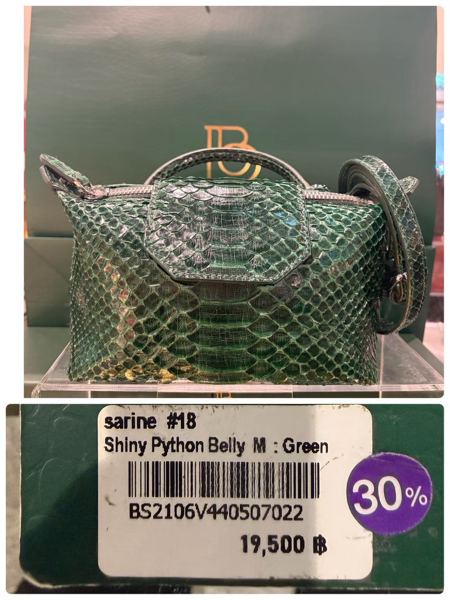 B
sarine #18
Shiny Python Belly M : Green
BS2106V440507022
19,500 ฿
30%